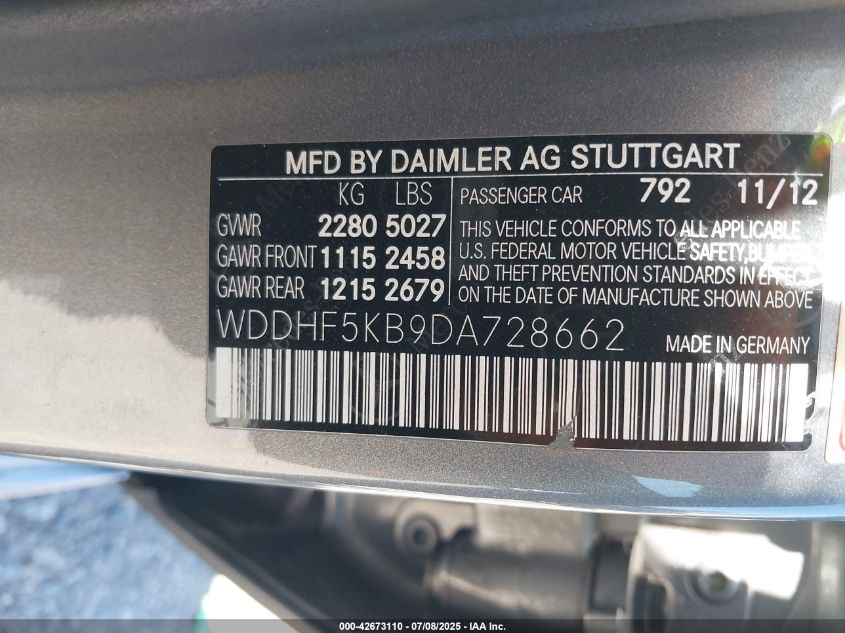 MFD BY DAIMLER AG STUTTGART
KG LBS
GVWR 2280 5027
GAWR FRONT 1115 2458
GAWR REAR 1215 2679
PASSENGER CAR 792 11/12
THIS VEHICLE CONFORMS TO ALL APPLICABLE
U.S. FEDERAL MOTOR VEHICLE SAFETY, BUMPER
AND THEFT PREVENTION STANDARDS IN EFFECT
ON THE DATE OF MANUFACTURE SHOWN ABOVE
WDDHF5KB9DA728662
MADE IN GERMANY
000-42673110 - 07/08/2025 - IAA Inc.